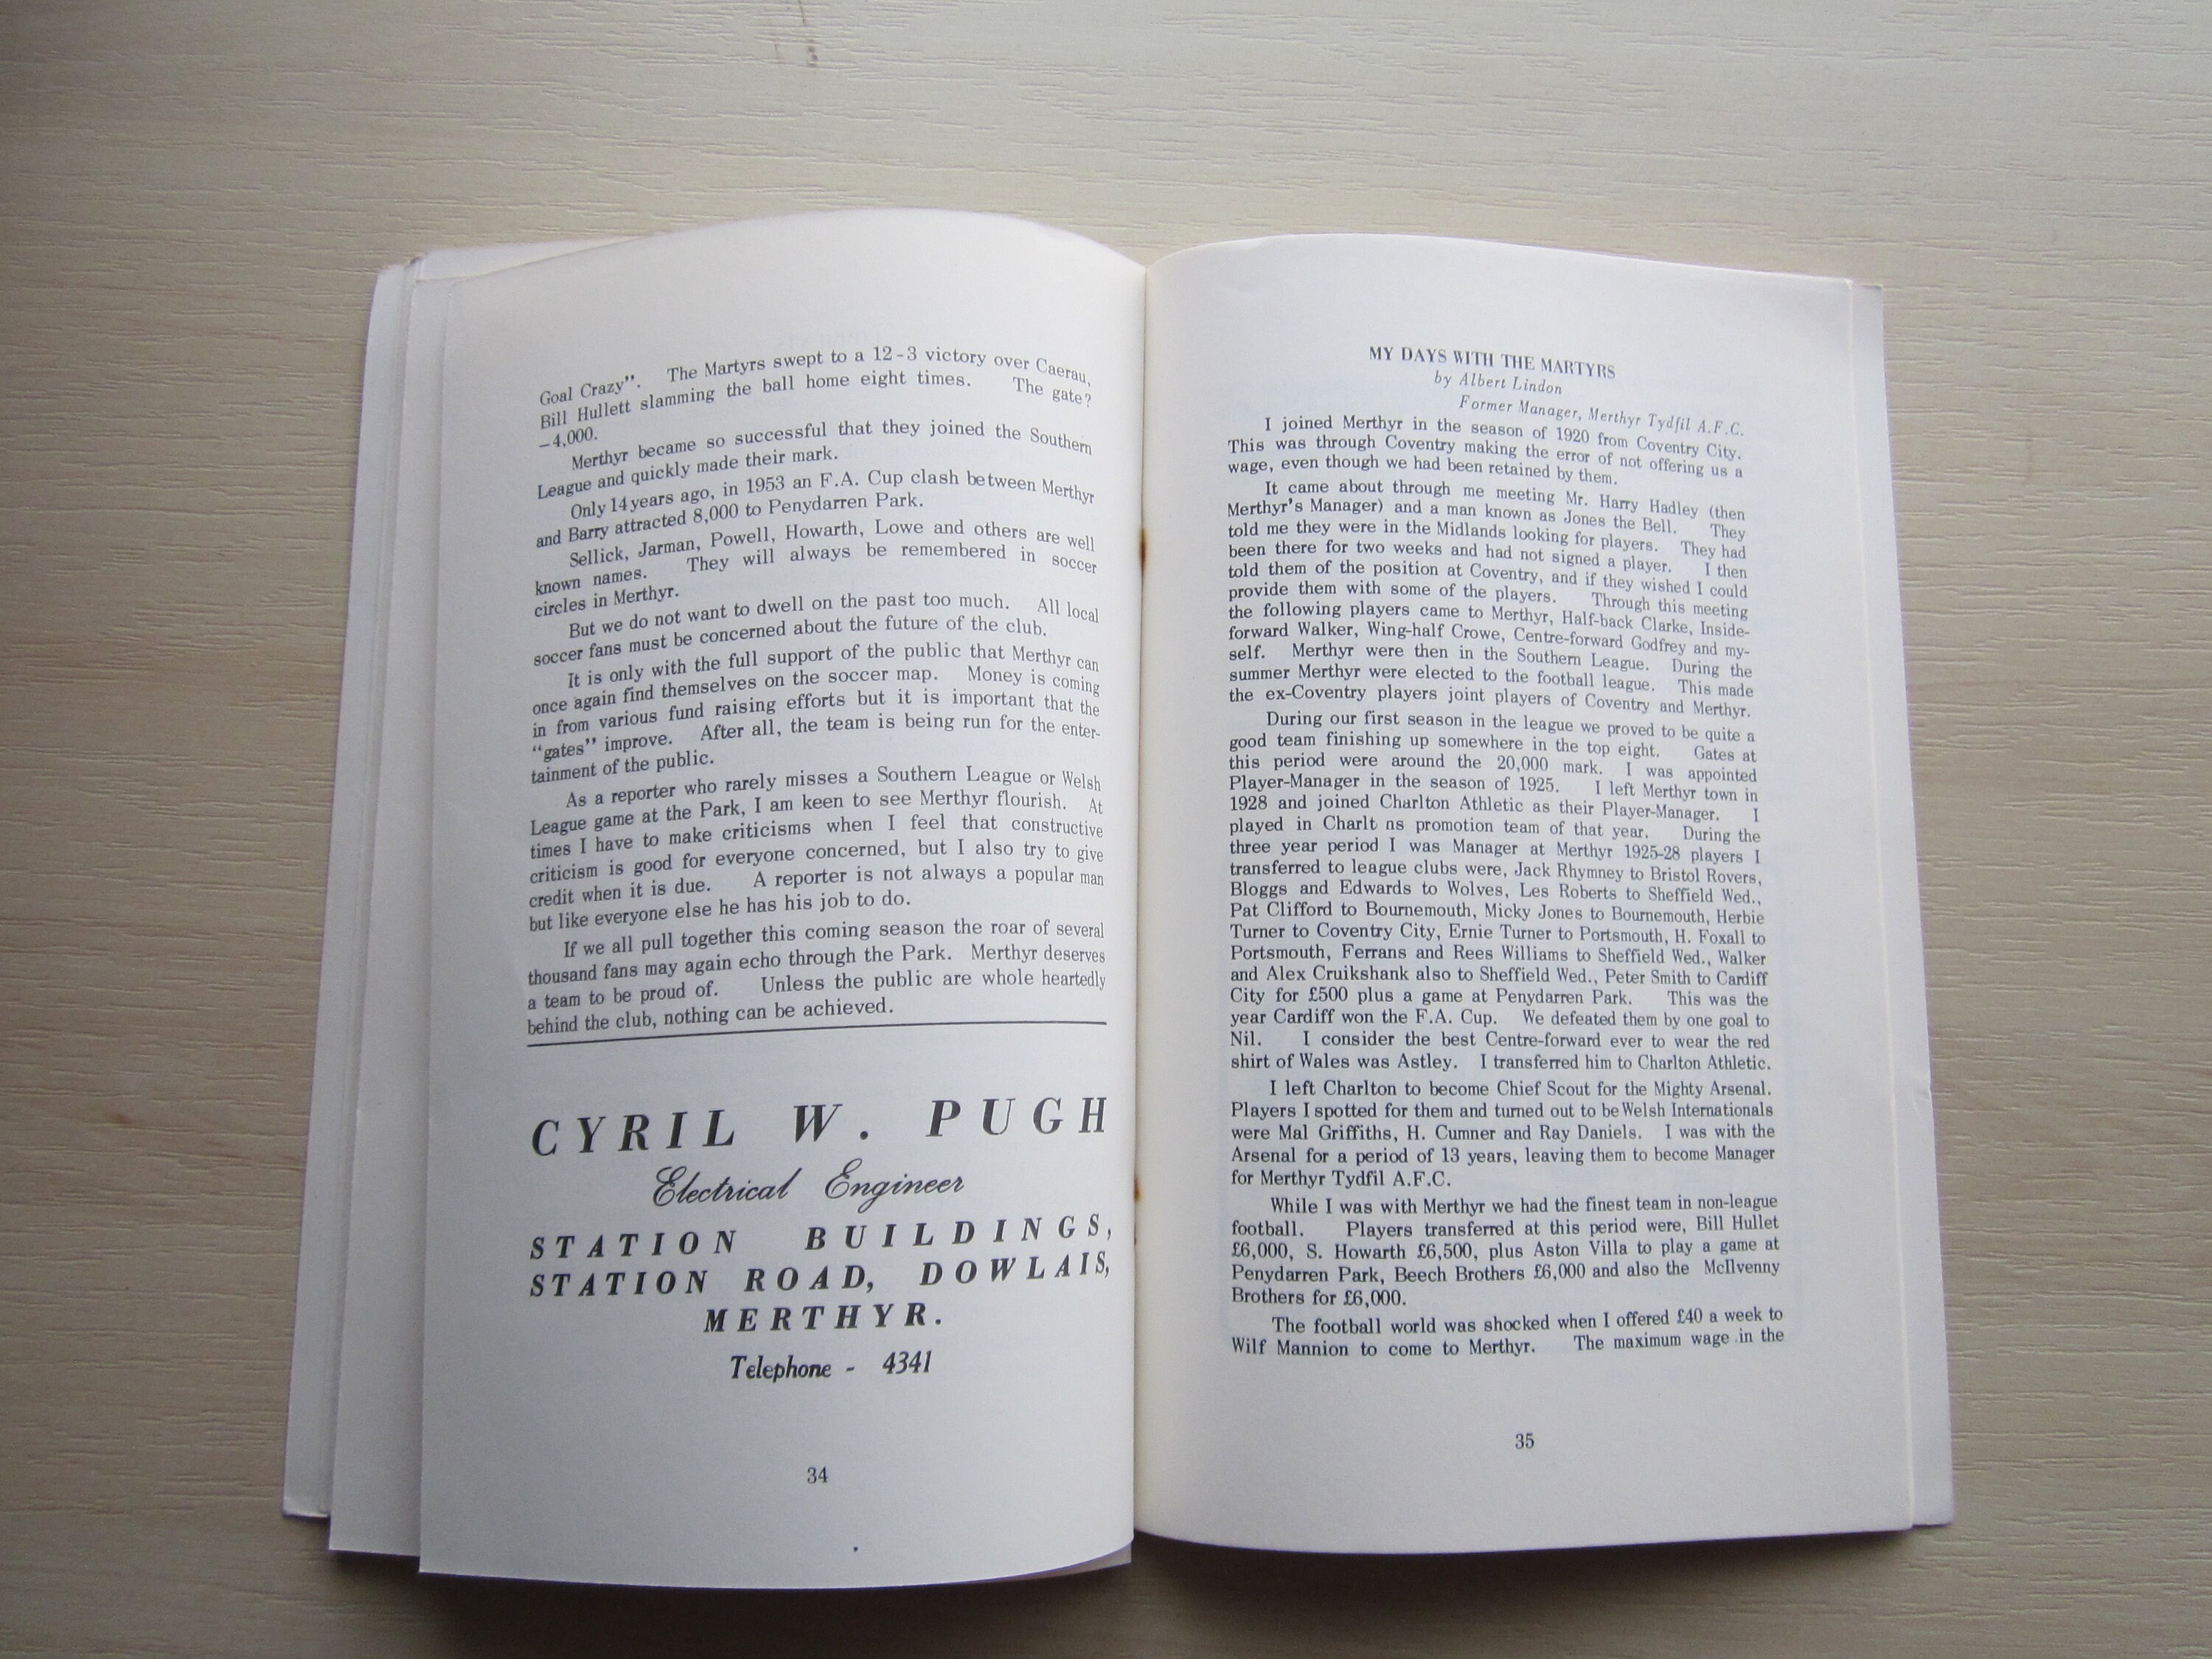 Goal Crazy". The Martyrs swept to a 12-3 victory over Caerau,
Bill Hullett slamming the ball home eight times. The gate?
—4,000.
Merthyr became so successful that they joined the Southern
League and quickly made their mark.
Only 14 years ago, in 1953 an F.A. Cup clash between Merthyr
and Barry attracted 8,000 to Penydarren Park.
Sellick, Jarman, Powell, Howarth, Lowe and others are well
known names. They will always be remembered in soccer
circles in Merthyr.
But we do not want to dwell on the past too much. All local
soccer fans must be concerned about the future of the club.
It is only with the full support of the public that Merthyr can
once again find themselves on the soccer map. Money is coming
in from various fund raising efforts but it is important that the
"gates" improve. After all, the team is being run for the enter-
tainment of the public.
As a reporter who rarely misses a Southern League or Welsh
League game at the Park, I am keen to see Merthyr flourish. At
times I have to make criticisms when I feel that constructive
criticism is good for everyone concerned, but I also try to give
credit when it is due. A reporter is not always a popular man
but like everyone else he has his job to do.
If we all pull together this coming season the roar of several
thousand fans may again echo through the Park. Merthyr deserves
a team to be proud of. Unless the public are whole heartedly
behind the club, nothing can be achieved.
CYRIL W. PUGH
Electrical Engineer
STATION BUILDINGS,
STATION ROAD, DOWLAIS,
MERTHYR.
Telephone - 4341
34
MY DAYS WITH THE MARTYRS
by Albert Lindon
Former Manager, Merthyr Tydfil A.F.C.
I joined Merthyr in the season of 1920 from Coventry City.
This was through Coventry making the error of not offering us a
wage, even though we had been retained by them.
It came about through me meeting Mr. Harry Hadley (then
Merthyr's Manager) and a man known as Jones the Bell. They
told me they were in the Midlands looking for players. They had
been there for two weeks and had not signed a player. I then
told them of the position at Coventry, and if they wished I could
provide them with some of the players. Through this meeting
the following players came to Merthyr, Half-back Clarke, Inside-
forward Walker, Wing-half Crowe, Centre-forward Godfrey and my-
self. Merthyr were then in the Southern League. During the
summer Merthyr were elected to the football league. This made
the ex-Coventry players joint players of Coventry and Merthyr.
During our first season in the league we proved to be quite a
good team finishing up somewhere in the top eight. Gates at
this period were around the 20,000 mark. I was appointed
Player-Manager in the season of 1925. I left Merthyr town in
1928 and joined Charlton Athletic as their Player-Manager. I
played in Charlt ns promotion team of that year. During the
three year period I was Manager at Merthyr 1925-28 players I
transferred to league clubs were, Jack Rhymney to Bristol Rovers,
Bloggs and Edwards to Wolves, Les Roberts to Sheffield Wed.,
Pat Clifford to Bournemouth, Micky Jones to Bournemouth, Herbie
Turner to Coventry City, Ernie Turner to Portsmouth, H. Foxall to
Portsmouth, Ferrans and Rees Williams to Sheffield Wed., Walker
and Alex Cruikshank also to Sheffield Wed., Peter Smith to Cardiff
City for £500 plus a game at Penydarren Park. This was the
year Cardiff won the F.A. Cup. We defeated them by one goal to
Nil. I consider the best Centre-forward ever to wear the red
shirt of Wales was Astley. I transferred him to Charlton Athletic.
I left Charlton to become Chief Scout for the Mighty Arsenal.
Players I spotted for them and turned out to be Welsh Internationals
were Mal Griffiths, H. Cumner and Ray Daniels. I was with the
Arsenal for a period of 13 years, leaving them to become Manager
for Merthyr Tydfil A.F.C.
While I was with Merthyr we had the finest team in non-league
football. Players transferred at this period were, Bill Hullet
£6,000, S. Howarth £6,500, plus Aston Villa to play a game at
Penydarren Park, Beech Brothers £6,000 and also the McIlvenny
Brothers for £6,000.
The football world was shocked when I offered £40 a week to
Wilf Mannion to come to Merthyr. The maximum wage in the
35